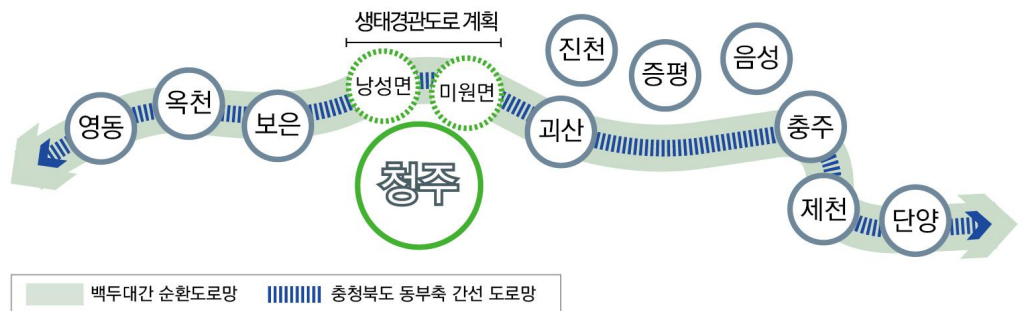 생태경관도로 계획
진천
증평
음성
낭성면
미원면
옥천
영동
보은
괴산
충주
청주
제천
단양
백두대간 순환도로망
충청북도 동부축 간선 도로망